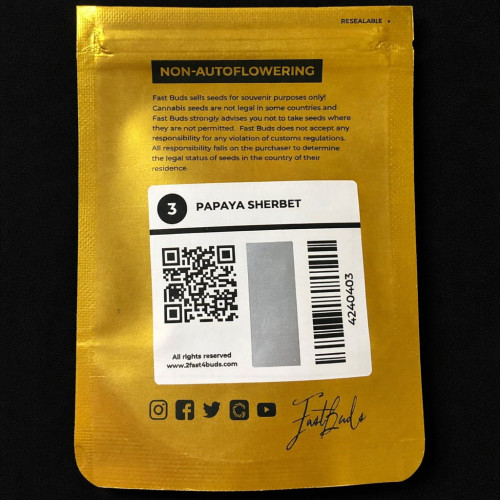 RESEALABLE
NON-AUTOFLOWERING
Fast Buds sells seeds for souvenir purposes only!
Cannabis seeds are not legal in some countries and
Fast Buds strongly advises you not to take seeds where
they are not permitted. Fast Buds does not accept any
responsibility for any violation of customs regulations.
All responsibility falls on the purchaser to determine
the legal status of seeds in the country of their
residence.
3 PAPAYA SHERBET
4240403
All rights reserved
www.2fast4buds.com
FastBuds